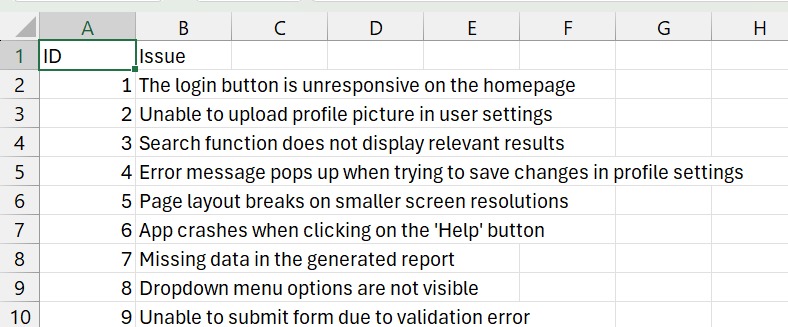 A B C D E F G H
1 ID Issue
2 1 The login button is unresponsive on the homepage
3 2 Unable to upload profile picture in user settings
4 3 Search function does not display relevant results
5 4 Error message pops up when trying to save changes in profile settings
6 5 Page layout breaks on smaller screen resolutions
7 6 App crashes when clicking on the 'Help' button
8 7 Missing data in the generated report
9 8 Dropdown menu options are not visible
10 9 Unable to submit form due to validation error